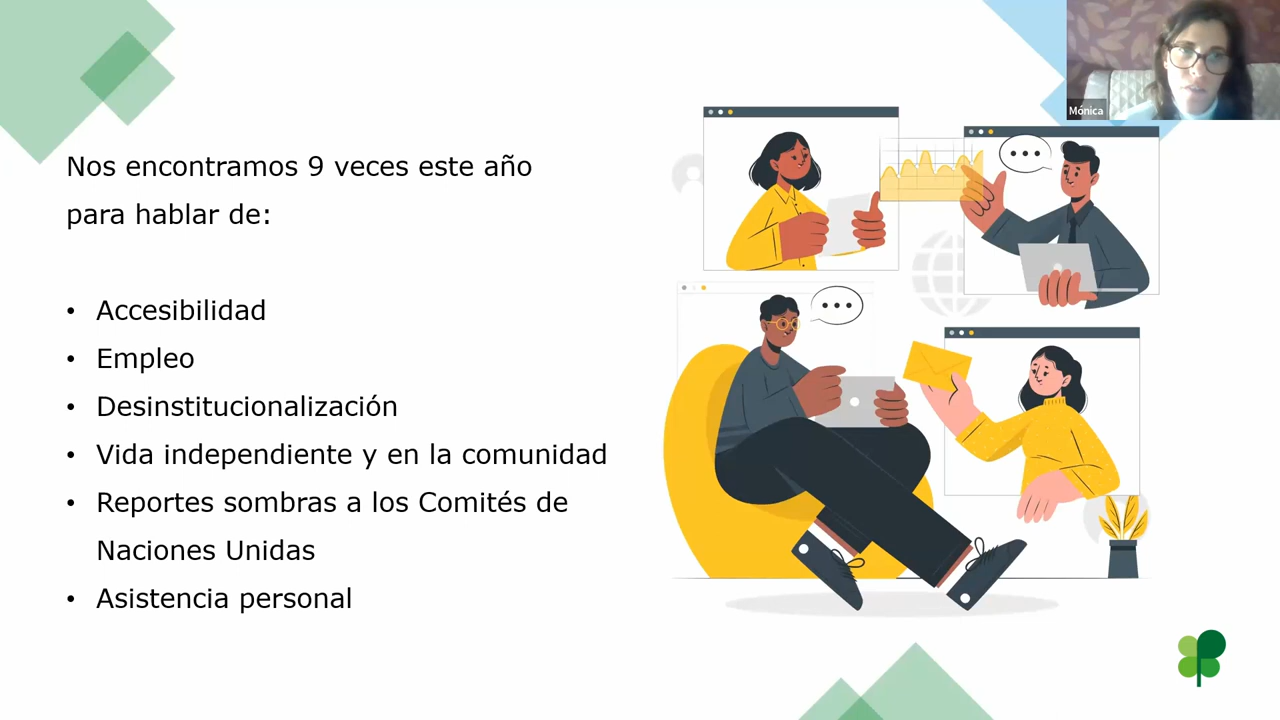 Mónica
Nos encontramos 9 veces este año
para hablar de:
• Accesibilidad
• Empleo
• Desinstitucionalización
• Vida independiente y en la comunidad
• Reportes sombras a los Comités de
Naciones Unidas
• Asistencia personal